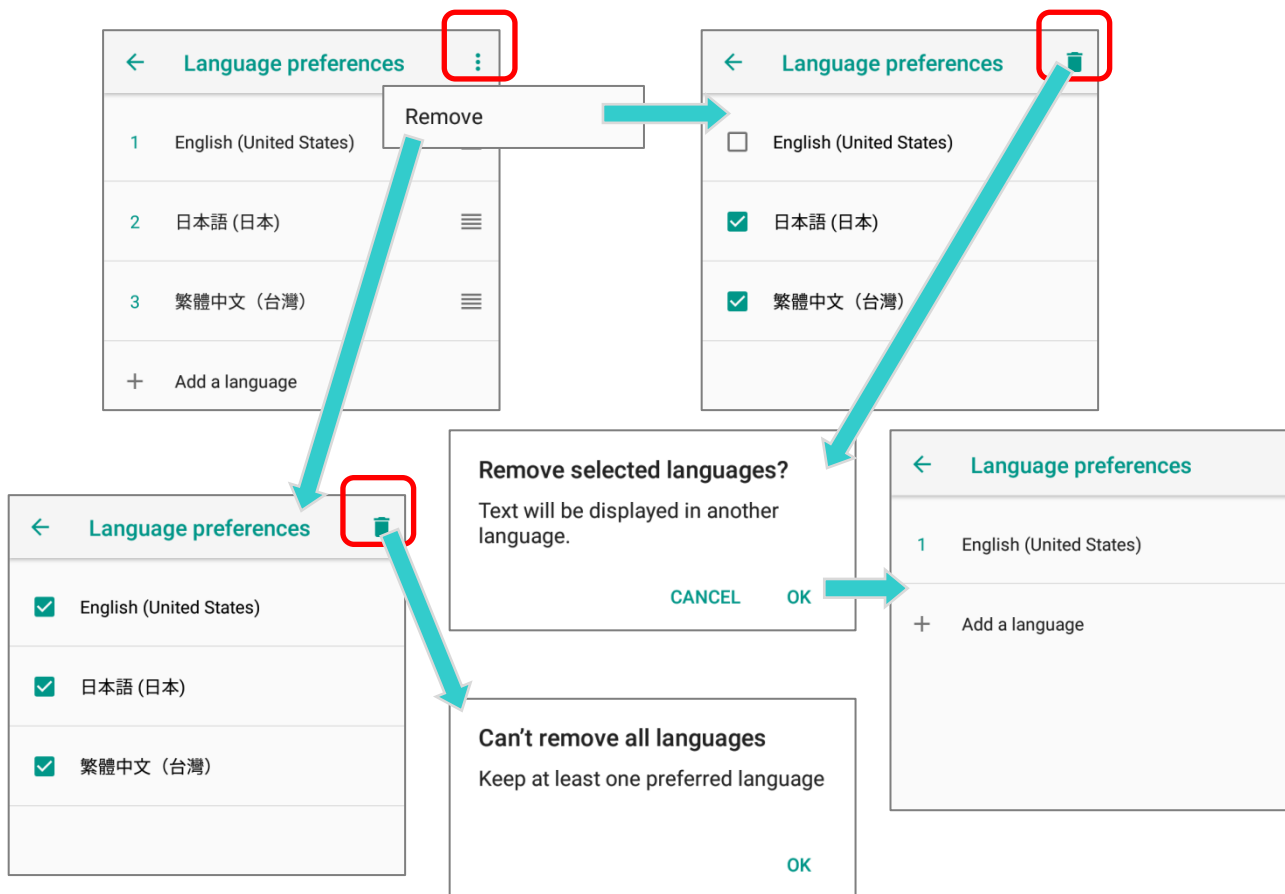 Language preferences
Remove
1 English (United States)
2 日本語 (日本)
3 繁體中文（台灣）
+ Add a language
Language preferences
English (United States)
日本語 (日本)
繁體中文（台灣）
Language preferences
English (United States)
日本語 (日本)
繁體中文（台灣）
Remove selected languages?
Text will be displayed in another
language.
CANCEL OK
Language preferences
1 English (United States)
+ Add a language
Can’t remove all languages
Keep at least one preferred language
OK